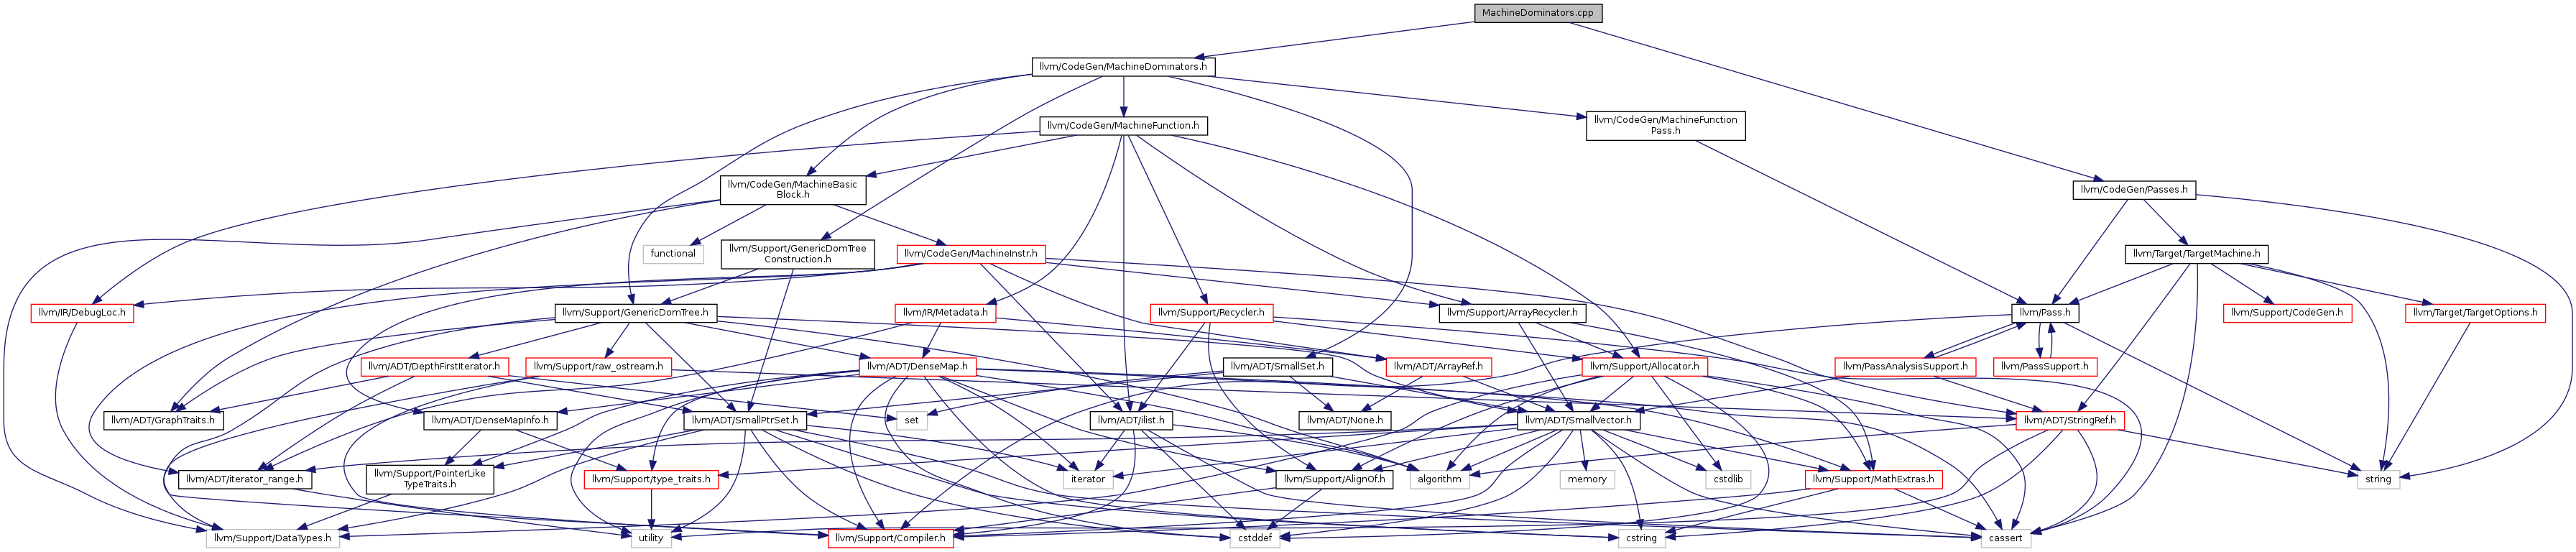 MachineDominators.cpp
llvm/CodeGen/MachineDominators.h
llvm/CodeGen/MachineFunction.h
llvm/CodeGen/MachineFunction
Pass.h
llvm/CodeGen/MachineBasic
Block.h
llvm/CodeGen/Passes.h
functional
llvm/Support/GenericDomTree
Construction.h
llvm/CodeGen/MachineInstr.h
llvm/Target/TargetMachine.h
llvm/IR/DebugLoc.h
llvm/Support/GenericDomTree.h
llvm/IR/Metadata.h
llvm/Support/Recycler.h
llvm/Support/ArrayRecycler.h
llvm/Pass.h
llvm/Support/CodeGen.h
llvm/Target/TargetOptions.h
llvm/ADT/DepthFirstIterator.h
llvm/Support/raw_ostream.h
llvm/ADT/DenseMap.h
llvm/ADT/SmallSet.h
llvm/ADT/ArrayRef.h
llvm/Support/Allocator.h
llvm/PassAnalysisSupport.h
llvm/PassSupport.h
llvm/ADT/GraphTraits.h
llvm/ADT/DenseMapInfo.h
llvm/ADT/SmallPtrSet.h
set
llvm/ADT/ilist.h
llvm/ADT/None.h
llvm/ADT/SmallVector.h
llvm/ADT/StringRef.h
llvm/ADT/iterator_range.h
llvm/Support/PointerLike
TypeTraits.h
llvm/Support/type_traits.h
iterator
llvm/Support/AlignOf.h
algorithm
memory
cstdlib
llvm/Support/MathExtras.h
string
llvm/Support/DataTypes.h
utility
llvm/Support/Compiler.h
cstddef
cstring
cassert